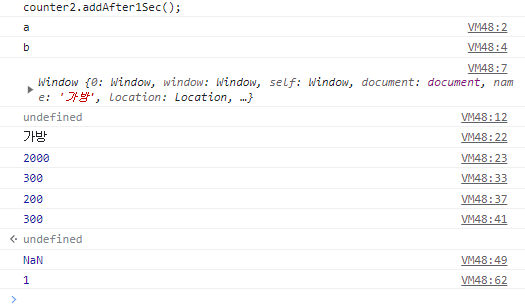 counter2.addAfter1Sec();
a VM48:2
b VM48:4
VM48:7
Window {0: Window, window: Window, self: Window, document: document, nam
e: '가방', location: Location, …}
undefined VM48:12
가방 VM48:22
2000 VM48:23
300 VM48:33
200 VM48:37
300 VM48:41
undefined
NaN VM48:49
1 VM48:62